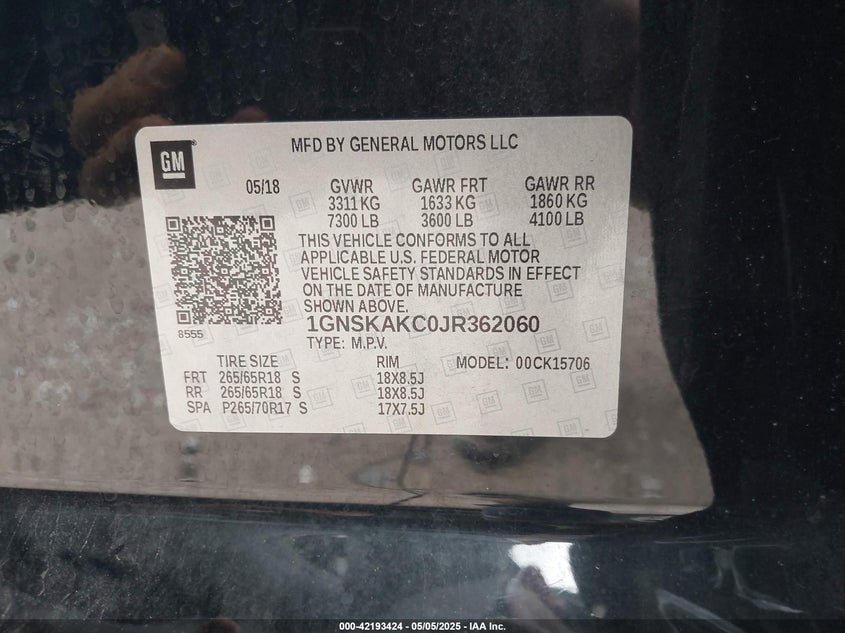 GM
MFD BY GENERAL MOTORS LLC
05/18 GVWR GAWR FRT GAWR RR
3311 KG 1633 KG 1860 KG
7300 LB 3600 LB 4100 LB
THIS VEHICLE CONFORMS TO ALL
APPLICABLE U.S. FEDERAL MOTOR
VEHICLE SAFETY STANDARDS IN EFFECT
ON THE DATE OF MANUFACTURE
SHOWN ABOVE.
8555
1GNSKAKC0JR362060
TYPE: M.P.V.
TIRE SIZE RIM MODEL: 00CK15706
FRT 265/65R18 S 18X8.5J
RR 265/65R18 S 18X8.5J
SPA P265/70R17 S 17X7.5J
000-42193424 - 05/05/2025 - IAA Inc.